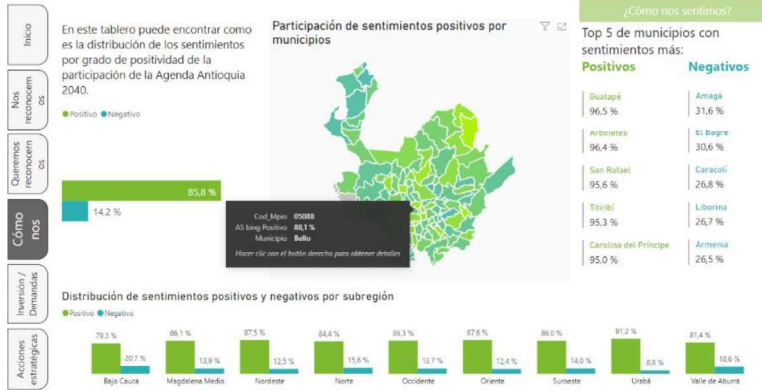 Inicio
Nos
reconocem
os
Queremos
reconocern
os
Cómo
nos
Inversión /
Demandas
Acciones
estratégicas
En este tablero puede encontrar como
es la distribución de los sentimientos
por grado de positividad de la
participación de la Agenda Antioquia
2040.
Positivo Negativo
85,8 %
14,2 %
Participación de sentimientos positivos por
municipios
Cod_Mpio 05088
AS bing Positivo 88,1 %
Municipio Bello
Hacer clic con el botón derecho para obtener detalles
¿Cómo nos sentimos?
Top 5 de municipios con
sentimientos más:
Positivos Negativos
Guatapé Amagá
96,5 % 31,6 %
Arboletes El Bagre
96,4 % 30,6 %
San Rafael Caracolí
95,6 % 26,8 %
Titiribí Liborina
95,3 % 26,7 %
Carolina del Príncipe Armenia
95,0 % 26,5 %
Distribución de sentimientos positivos y negativos por subregión
Positivo Negativo
79,3 % 20,7 % 86,1 % 13,9 % 87,5 % 12,5 % 84,4 % 15,6 % 86,3 % 13,7 % 87,6 % 12,4 % 86,0 % 14,0 % 91,2 % 8,8 % 81,4 % 18,6 %
Bajo Cauca Magdalena Medio Nordeste Norte Occidente Oriente Suroeste Urabá Valle de Aburrá